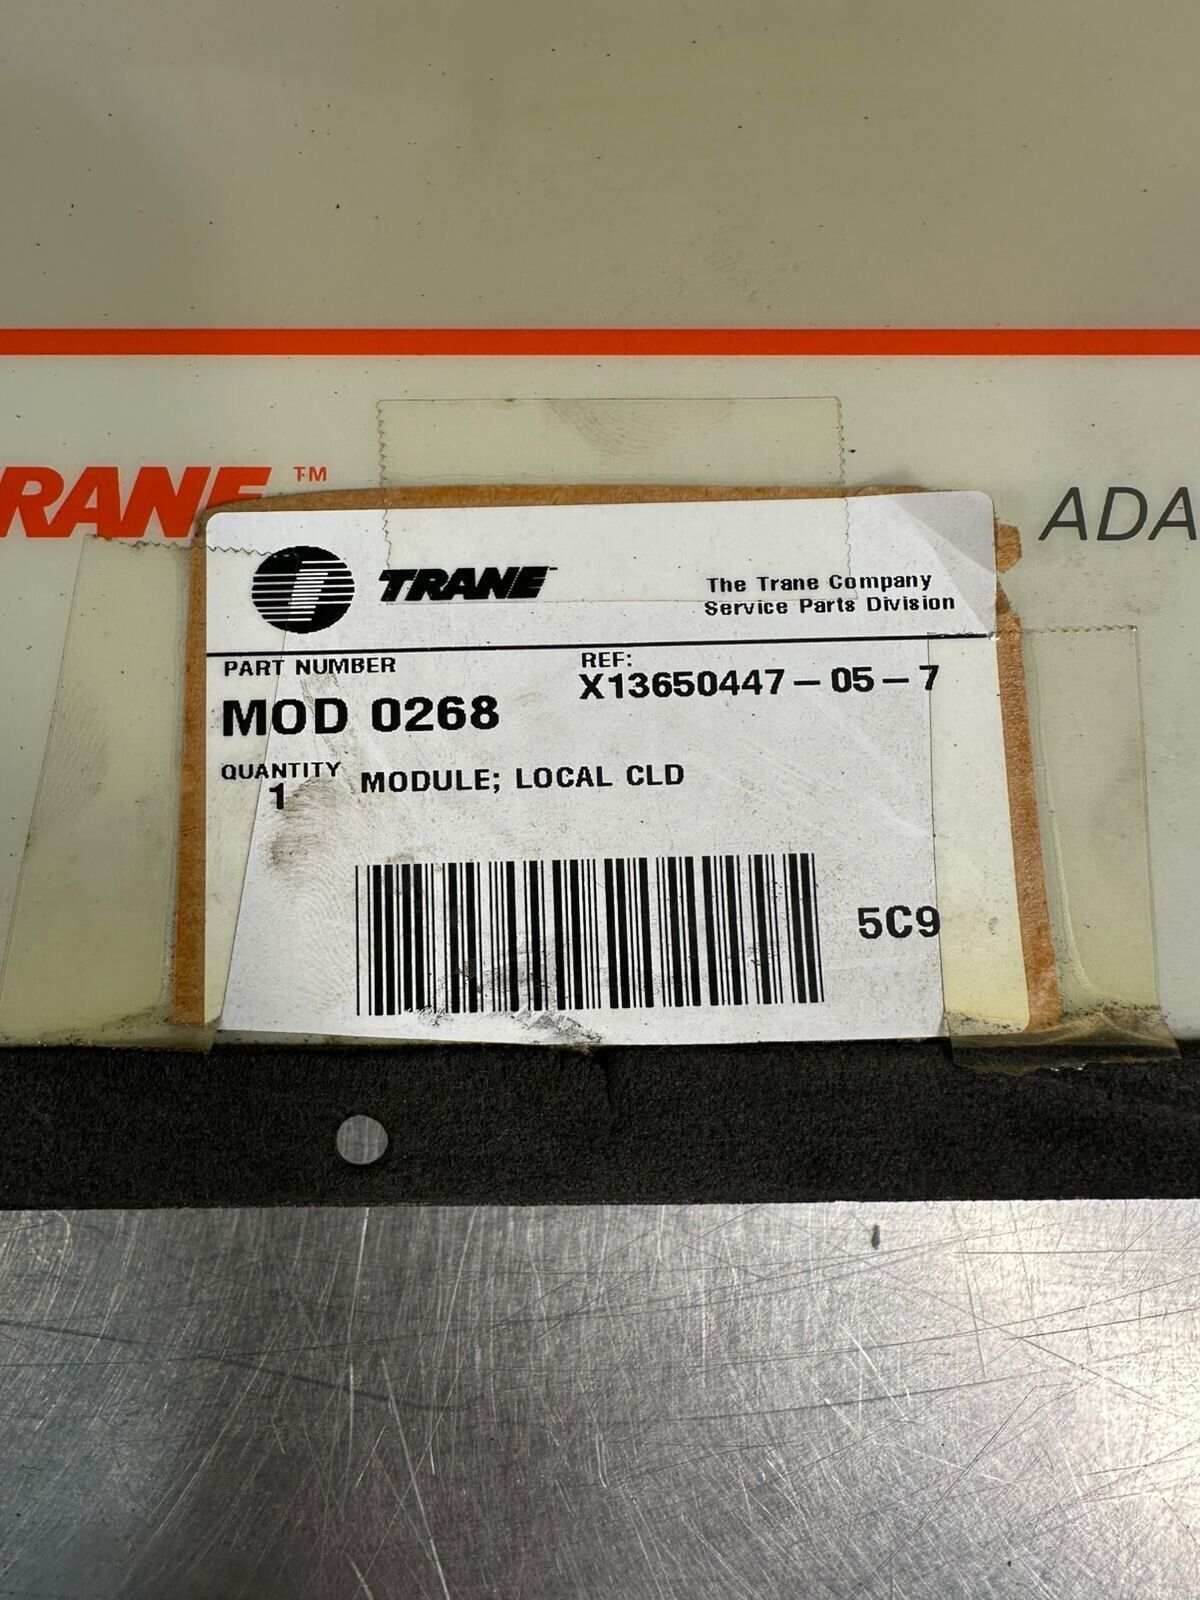 RANE™
ADA
TRANE
The Trane Company
Service Parts Division
PART NUMBER
MOD 0268
REF:
X13650447-05-7
QUANTITY
1
MODULE; LOCAL CLD
5C9